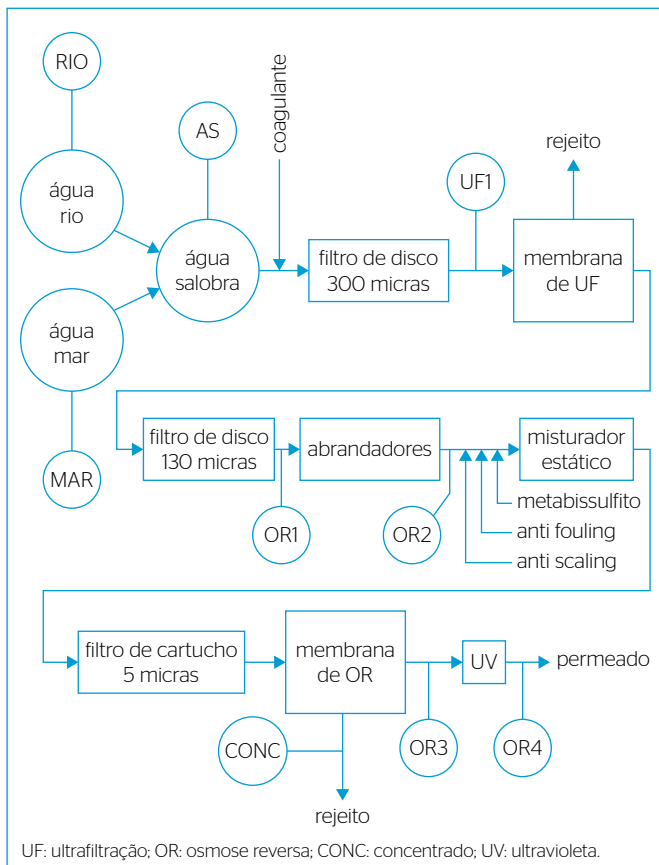 RIO
AS
coagulante
água
rio
água
salobra
água
mar
MAR
filtro de disco
300 micras
UF1
rejeito
membrana
de UF
filtro de disco
130 micras
OR1
abrandadores
OR2
misturador
estático
metabissulfito
anti fouling
anti scaling
filtro de cartucho
5 micras
membrana
de OR
CONC
rejeito
OR3
UV
OR4
permeado
UF: ultrafiltração; OR: osmose reversa; CONC: concentrado; UV: ultravioleta.